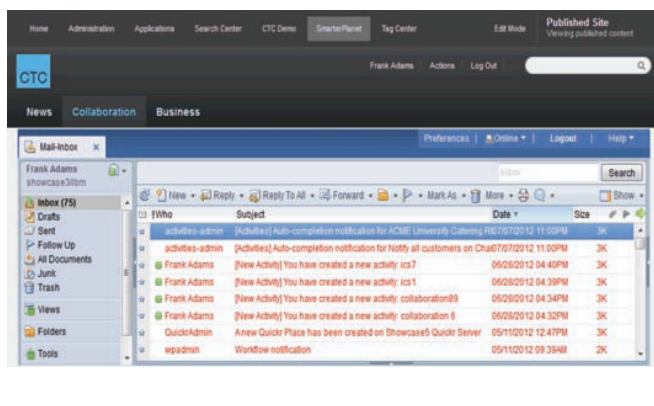 Home Administration Applications Search Center CTC Demo SmarterPlanet Tag Center Edit Mode Published Site
Viewing published content
Frank Adams Actions Log Out
CTC
News Collaboration Business
Mail-Inbox x Preferences | Online | Logout | Help
Frank Adams
showcase3/ibm
Inbox Search
New Reply Reply To All Forward Mark As More Show
Inbox (75)
Drafts
Sent
Follow Up
All Documents
Junk
Trash
Views
Folders
Tools
!Who Subject Date Size
activities-admin [Activities] Auto-completion notification for ACME University Catering R 07/07/2012 11:00PM 3K
activities-admin [Activities] Auto-completion notification for Notify all customers on Cha 07/07/2012 11:00PM 3K
Frank Adams [New Activity] You have created a new activity: ics7 06/28/2012 04:40PM 3K
Frank Adams [New Activity] You have created a new activity: ics1 06/28/2012 04:39PM 3K
Frank Adams [New Activity] You have created a new activity: collaboration89 06/28/2012 04:34PM 3K
Frank Adams [New Activity] You have created a new activity: collaboration 6 06/28/2012 04:32PM 3K
QuickrAdmin A new Quickr Place has been created on Showcase5 Quickr Server 05/11/2012 12:47PM 3K
wpadmin Workflow notification 05/11/2012 09:39AM 2K